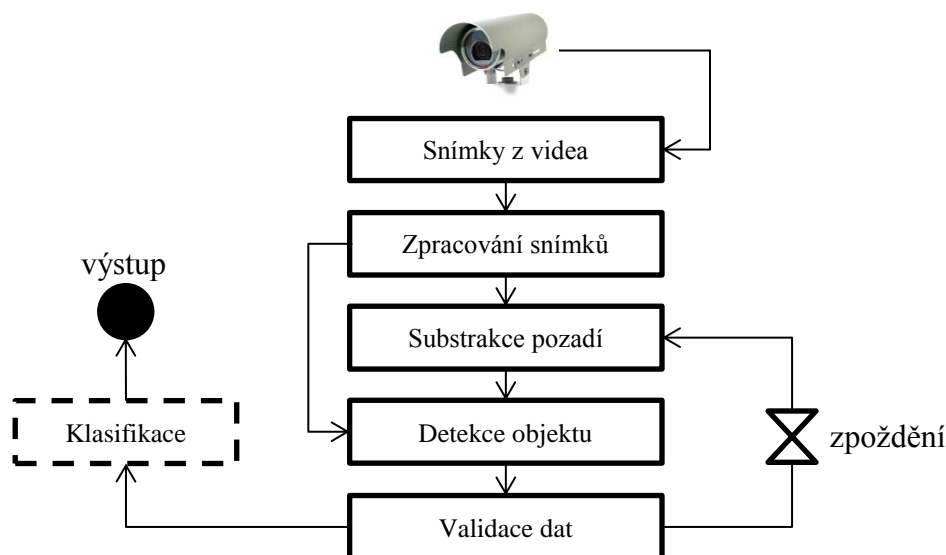 Snímky z videa
Zpracování snímků
výstup
Substrakce pozadí
Klasifikace
Detekce objektu
zpoždění
Validace dat